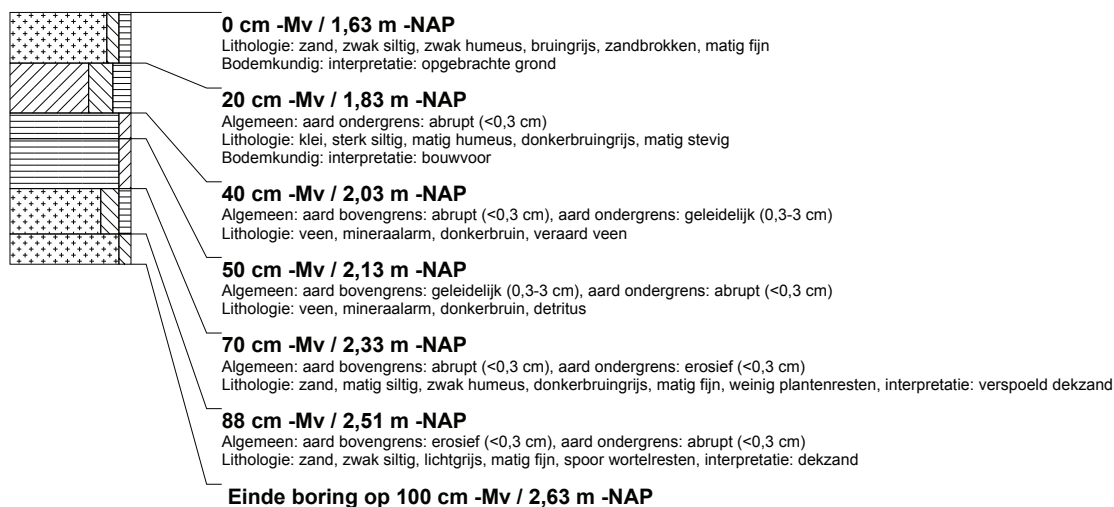 0 cm -Mv / 1,63 m -NAP
Lithologie: zand, zwak siltig, zwak humeus, bruingrijs, zandbrokken, matig fijn
Bodemkundig: interpretatie: opgebrachte grond
20 cm -Mv / 1,83 m -NAP
Algemeen: aard ondergrens: abrupt (<0,3 cm)
Lithologie: klei, sterk siltig, matig humeus, donkerbruingrijs, matig stevig
Bodemkundig: interpretatie: bouwvoor
40 cm -Mv / 2,03 m -NAP
Algemeen: aard bovengrens: abrupt (<0,3 cm), aard ondergrens: geleidelijk (0,3-3 cm)
Lithologie: veen, mineraalarm, donkerbruin, veraard veen
50 cm -Mv / 2,13 m -NAP
Algemeen: aard bovengrens: geleidelijk (0,3-3 cm), aard ondergrens: abrupt (<0,3 cm)
Lithologie: veen, mineraalarm, donkerbruin, detritus
70 cm -Mv / 2,33 m -NAP
Algemeen: aard bovengrens: abrupt (<0,3 cm), aard ondergrens: erosief (<0,3 cm)
Lithologie: zand, matig siltig, zwak humeus, donkerbruingrijs, matig fijn, weinig plantenresten, interpretatie: verspoeld dekzand
88 cm -Mv / 2,51 m -NAP
Algemeen: aard bovengrens: erosief (<0,3 cm), aard ondergrens: abrupt (<0,3 cm)
Lithologie: zand, zwak siltig, lichtgrijs, matig fijn, spoor wortelresten, interpretatie: dekzand
Einde boring op 100 cm -Mv / 2,63 m -NAP